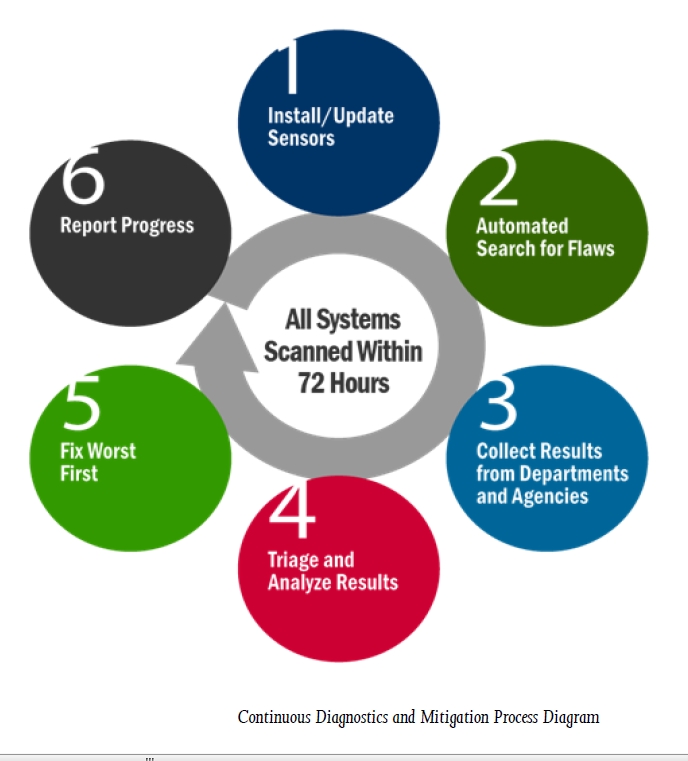 1
Install/Update
Sensors
2
Automated
Search for Flaws
3
Collect Results
from Departments
and Agencies
4
Triage and
Analyze Results
5
Fix Worst
First
6
Report Progress
All Systems
Scanned Within
72 Hours
Continuous Diagnostics and Mitigation Process Diagram